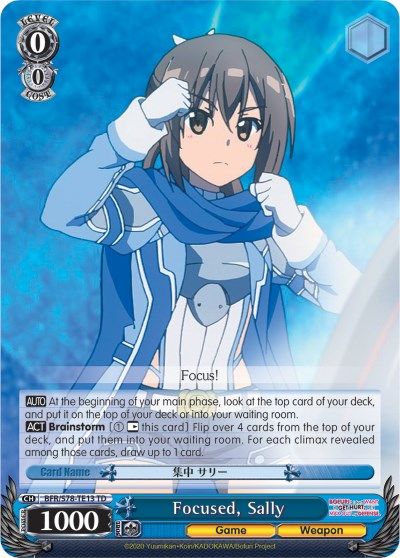 LEVEL
0
0
COST
Focus!
AUTO At the beginning of your main phase, look at the top card of your deck, and put it on the top of your deck or into your waiting room.
ACT Brainstorm [① this card] Flip over 4 cards from the top of your deck, and put them into your waiting room. For each climax revealed among those cards, draw up to 1 card.
Card Name
集中 サリー
CH BFR/S78-TE13 TD
Focused, Sally
POWER 1000
Game
Weapon
©2020 Yuumikan・Koin/KADOKAWA/Bofuri Project